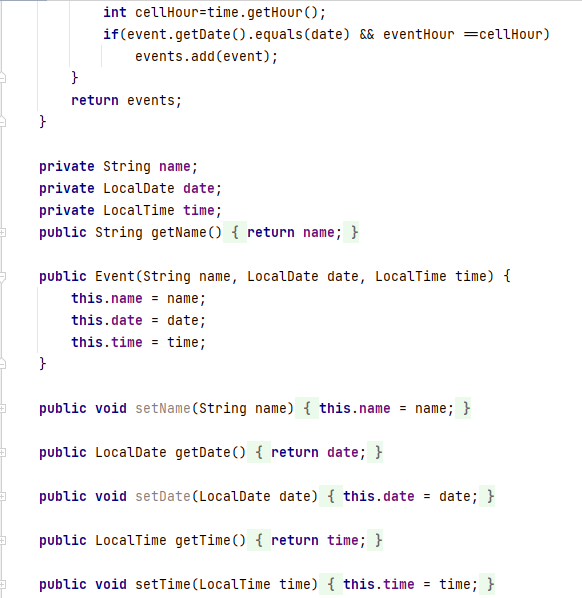 int cellHour=time.getHour();
if(event.getDate().equals(date) && eventHour ==cellHour)
events.add(event);
}
return events;
}
private String name;
private LocalDate date;
private LocalTime time;
public String getName() { return name; }
public Event(String name, LocalDate date, LocalTime time) {
this.name = name;
this.date = date;
this.time = time;
}
public void setName(String name) { this.name = name; }
public LocalDate getDate() { return date; }
public void setDate(LocalDate date) { this.date = date; }
public LocalTime getTime() { return time; }
public void setTime(LocalTime time) { this.time = time; }